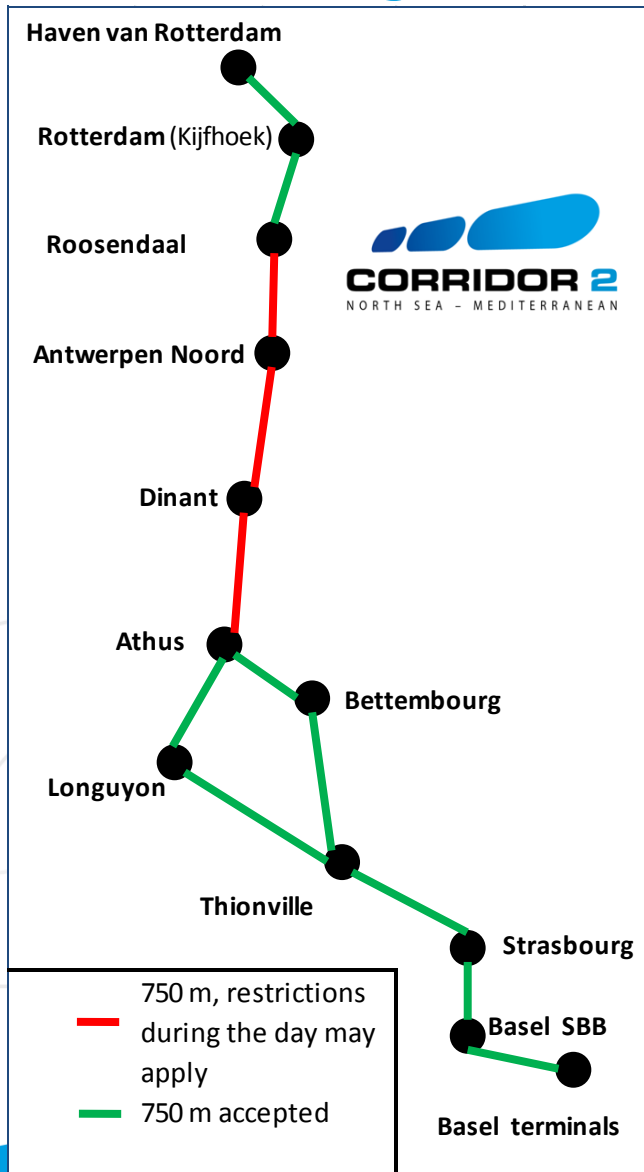 Haven van Rotterdam
Rotterdam (Kijfhoek)
Roosendaal
CORRIDOR 2
NORTH SEA – MEDITERRANEAN
Antwerpen Noord
Dinant
Athus
Bettembourg
Longuyon
Thionville
Strasbourg
Basel SBB
Basel terminals
750 m, restrictions
during the day may
apply
750 m accepted